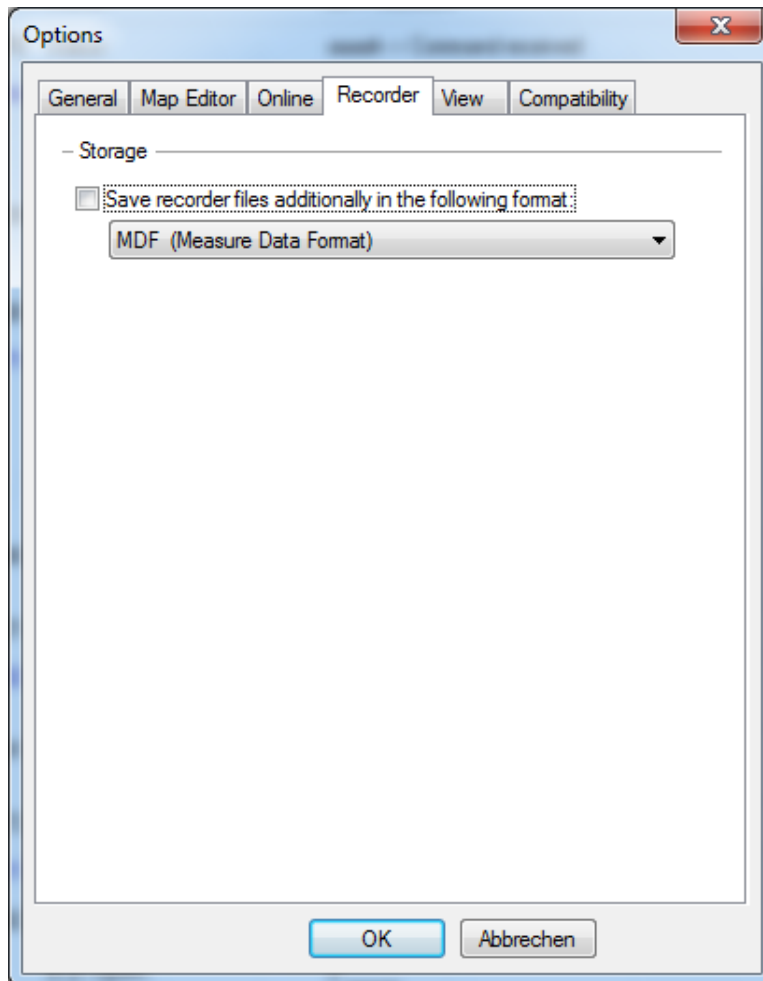 Options
General Map Editor Online Recorder View Compatibility
Storage
Save recorder files additionally in the following format:
MDF (Measure Data Format)
OK Abbrechen